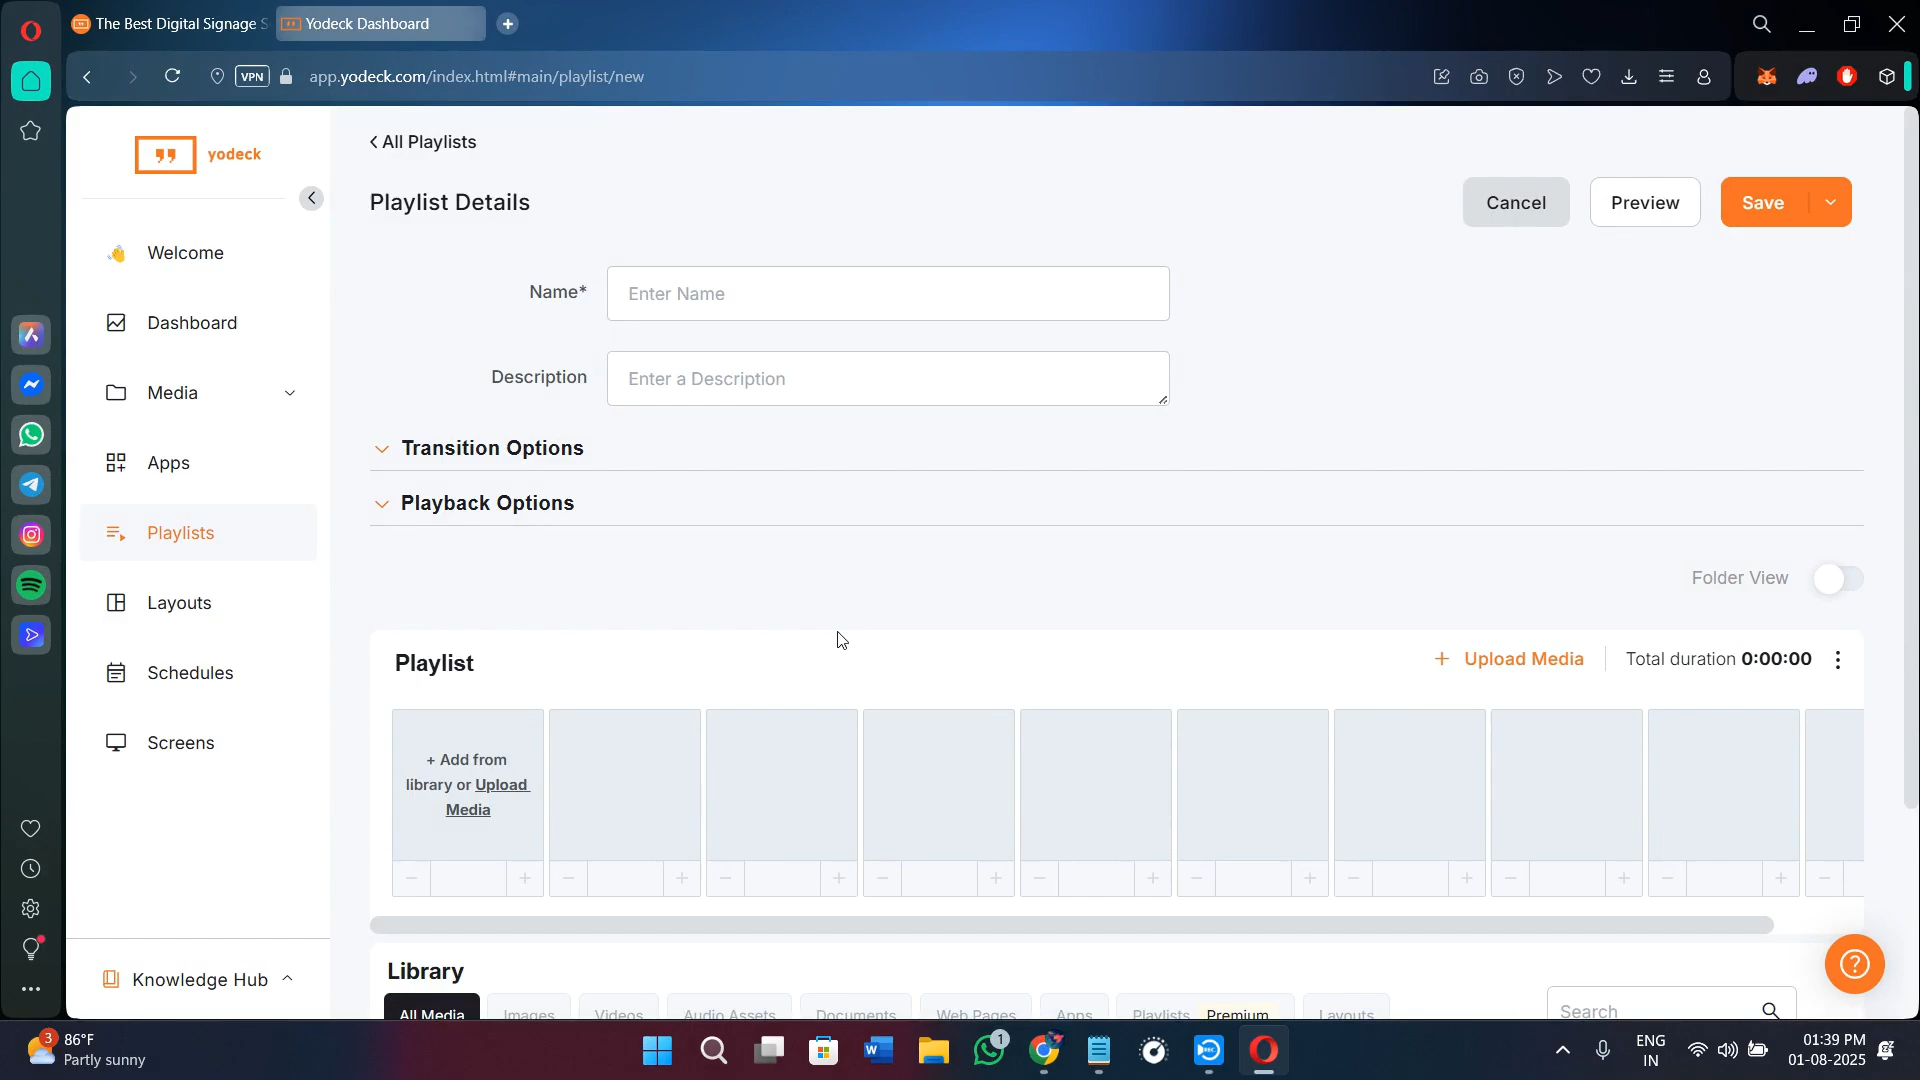 The Best Digital Signage S
Yodeck Dashboard
VPN
app.yodeck.com/index.html#main/playlist/new
yodeck
Welcome
Dashboard
Media
Apps
Playlists
Layouts
Schedules
Screens
Knowledge Hub
< All Playlists
Playlist Details
Cancel
Preview
Save
Name*
Enter Name
Description
Enter a Description
Transition Options
Playback Options
Folder View
Playlist
+ Upload Media
Total duration 0:00:00
+ Add from
library or Upload
Media
Library
All Media
Images
Videos
Audio Assets
Documents
Web Pages
Apps
Playlists Premium
Layouts
Search
3
86°F
Partly sunny
1
REC
ENG
IN
01:39 PM
01-08-2025